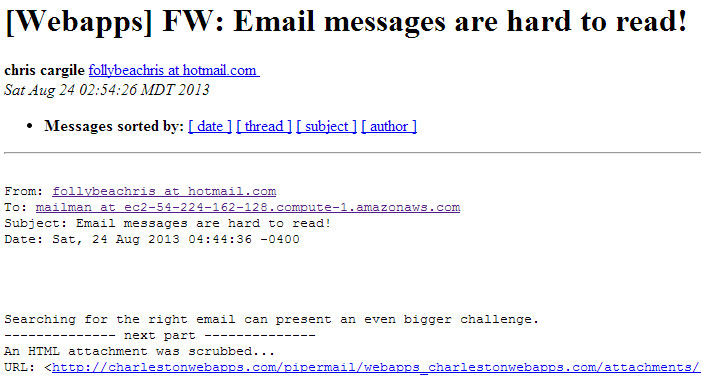 [Webapps] FW: Email messages are hard to read!
chris cargile follybeachris at hotmail.com
Sat Aug 24 02:54:26 MDT 2013
• Messages sorted by: [ date ] [ thread ] [ subject ] [ author ]
From: follybeachris at hotmail.com
To: mailman at ec2-54-224-162-128.compute-1.amazonaws.com
Subject: Email messages are hard to read!
Date: Sat, 24 Aug 2013 04:44:36 -0400
Searching for the right email can present an even bigger challenge.
-------------- next part --------------
An HTML attachment was scrubbed...
URL: <http://charlestonwebapps.com/pipermail/webapps_charlestonwebapps.com/attachments/